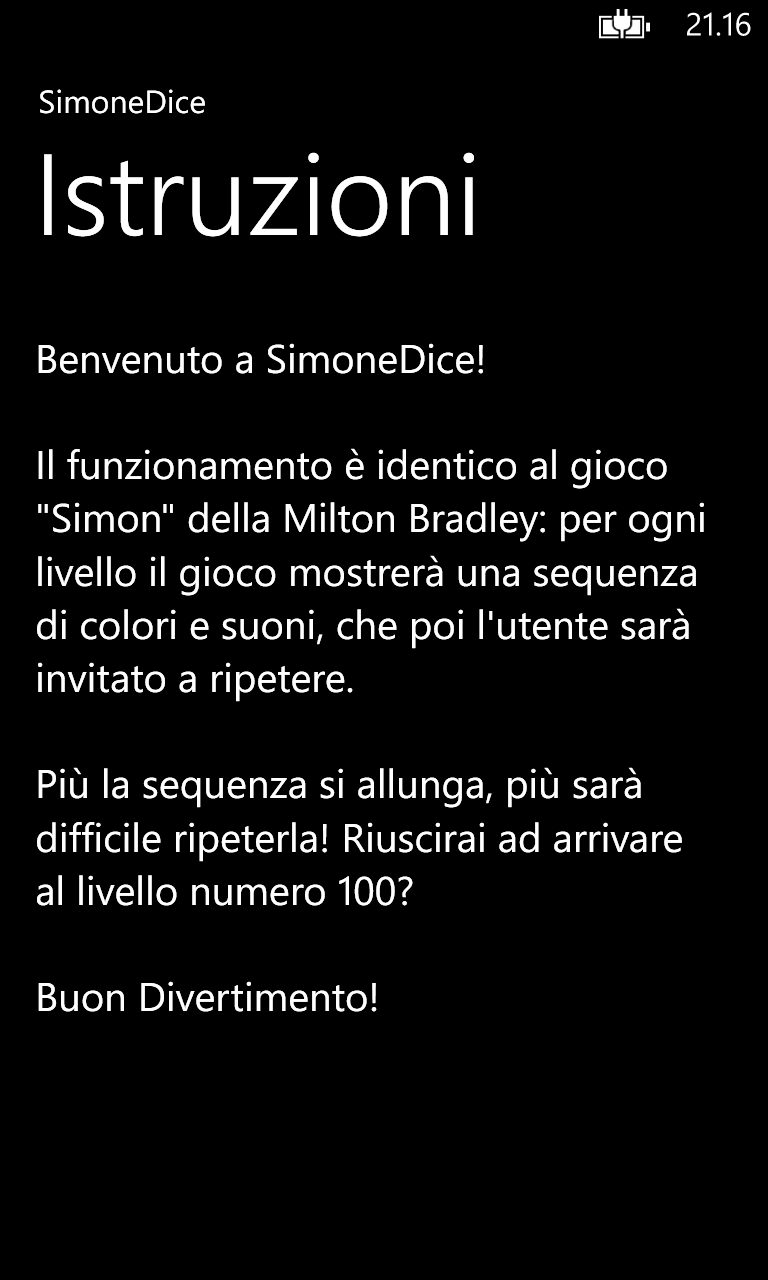 21.16
SimoneDice
Istruzioni
Benvenuto a SimoneDice!
Il funzionamento è identico al gioco
"Simon" della Milton Bradley: per ogni
livello il gioco mostrerà una sequenza
di colori e suoni, che poi l'utente sarà
invitato a ripetere.
Più la sequenza si allunga, più sarà
difficile ripeterla! Riuscirai ad arrivare
al livello numero 100?
Buon Divertimento!